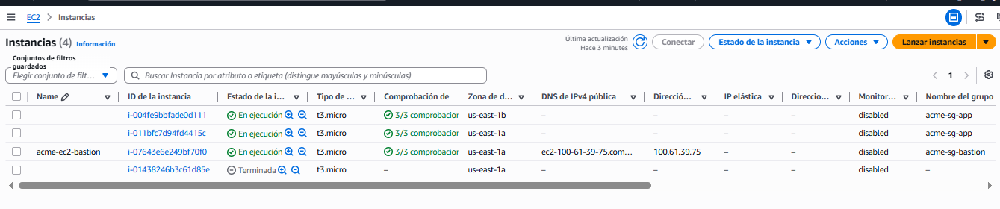 EC2 > Instancias
Instancias (4) Información
Última actualización
Hace 3 minutes
Conectar
Estado de la instancia
Acciones
Lanzar instancias
Conjuntos de filtros
guardados
Elegir conjunto de filt...
Buscar Instancia por atributo o etiqueta (distingue mayúsculas y minúsculas)
1
Name ID de la instancia Estado de la i... Tipo de ... Comprobación de Zona de d... DNS de IPv4 pública Direcció... IP elástica Direccio... Monitor... Nombre del grupo
i-004fe9bbfade0d111 En ejecución t3.micro 3/3 comprobacior us-east-1b – – – – disabled acme-sg-app
i-011bfc7d94fd4415c En ejecución t3.micro 3/3 comprobacior us-east-1a – – – – disabled acme-sg-app
acme-ec2-bastion i-07643e6e249bf70f0 En ejecución t3.micro 3/3 comprobacior us-east-1a ec2-100-61-39-75.com... 100.61.39.75 – – disabled acme-sg-bastion
i-01438246b3c61d85e Terminada t3.micro – us-east-1a – – – – disabled –